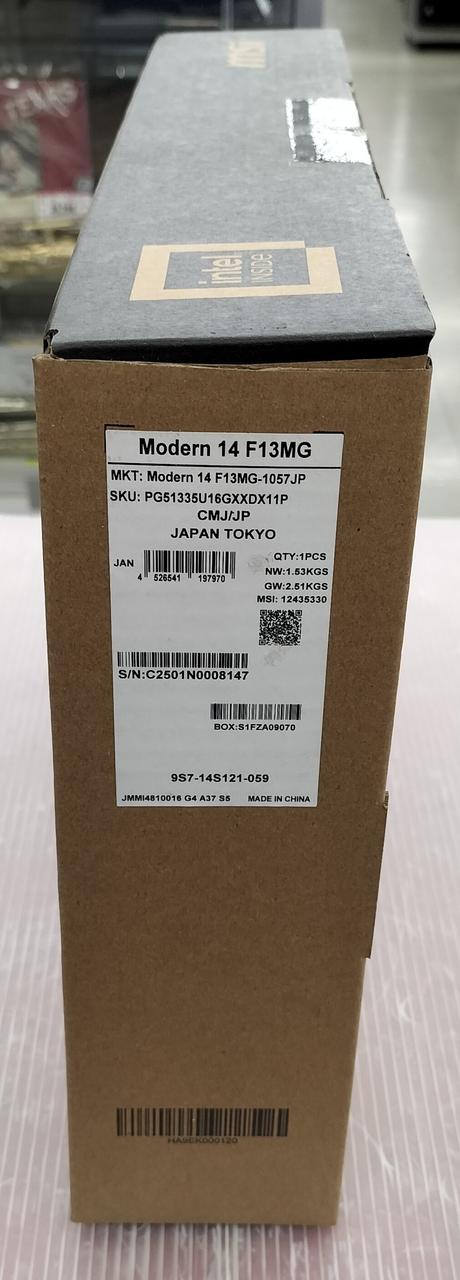 TEXAS
msi
intel
INSIDE
Modern 14 F13MG
MKT: Modern 14 F13MG-1057JP
SKU: PG51335U16GXXDX11P
CMJ/JP
JAPAN TOKYO
JAN
4 526541 197970
QTY:1PCS
NW:1.53KGS
GW:2.51KGS
MSI: 12435330
S/N:C2501N0008147
BOX:S1FZA09070
9S7-14S121-059
JMMI4810016 G4 A37 S5 MADE IN CHINA
HA9EK000120